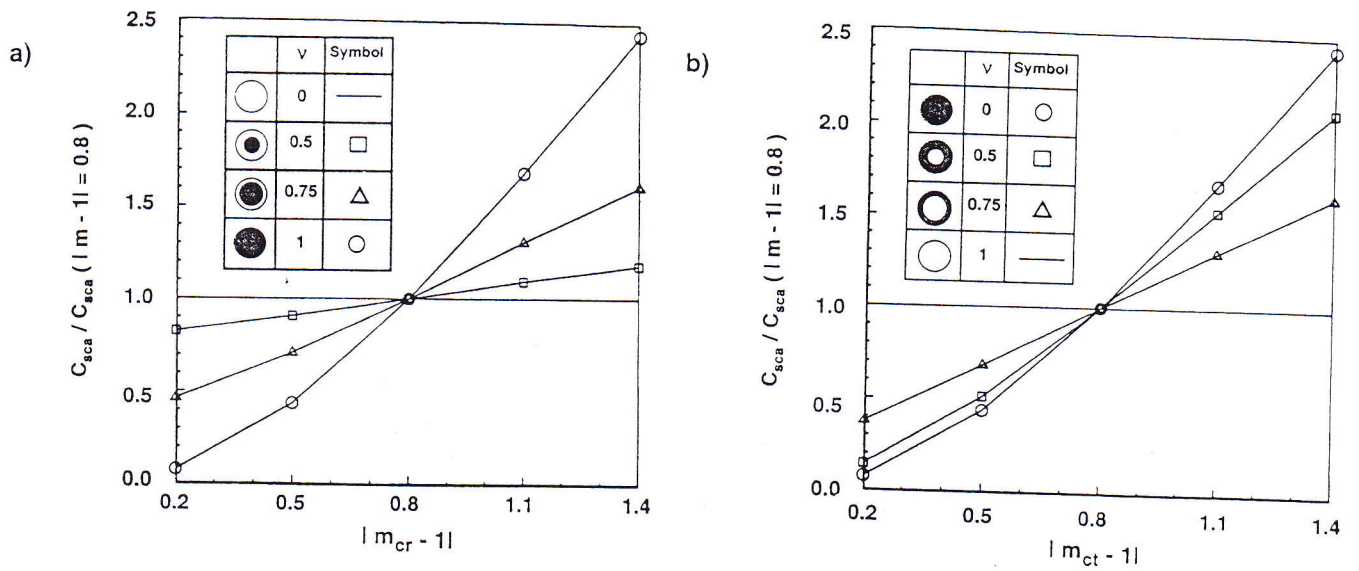 a)
ν Symbol
0
0.5
0.75
1
2.5
2.0
1.5
1.0
0.5
0.0
C_sca / C_sca ( | m - 1| = 0.8 )
0.2 0.5 0.8 1.1 1.4
| m_cr - 1|
b)
ν Symbol
0
0.5
0.75
1
2.5
2.0
1.5
1.0
0.5
0.0
C_sca / C_sca ( | m - 1| = 0.8 )
0.2 0.5 0.8 1.1 1.4
| m_ct - 1|